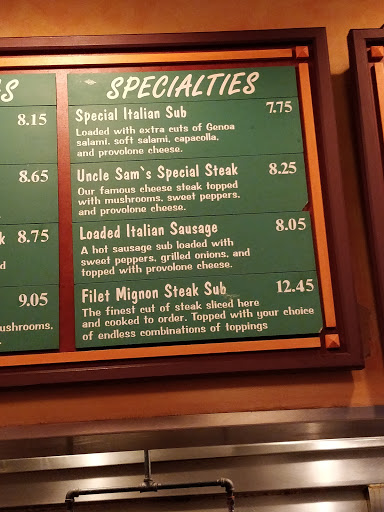 S
8.15
8.65
k 8.75
d
9.05
ushrooms,
SPECIALTIES
Special Italian Sub 7.75
Loaded with extra cuts of Genoa
salami, soft salami, capacolla,
and provolone cheese.
Uncle Sam's Special Steak 8.25
Our famous cheese steak topped
with mushrooms, sweet peppers,
and provolone cheese.
Loaded Italian Sausage 8.05
A hot sausage sub loaded with
sweet peppers, grilled onions, and
topped with provolone cheese.
Filet Mignon Steak Sub 12.45
The finest cut of steak sliced here
and cooked to order. Topped with your choice
of endless combinations of toppings